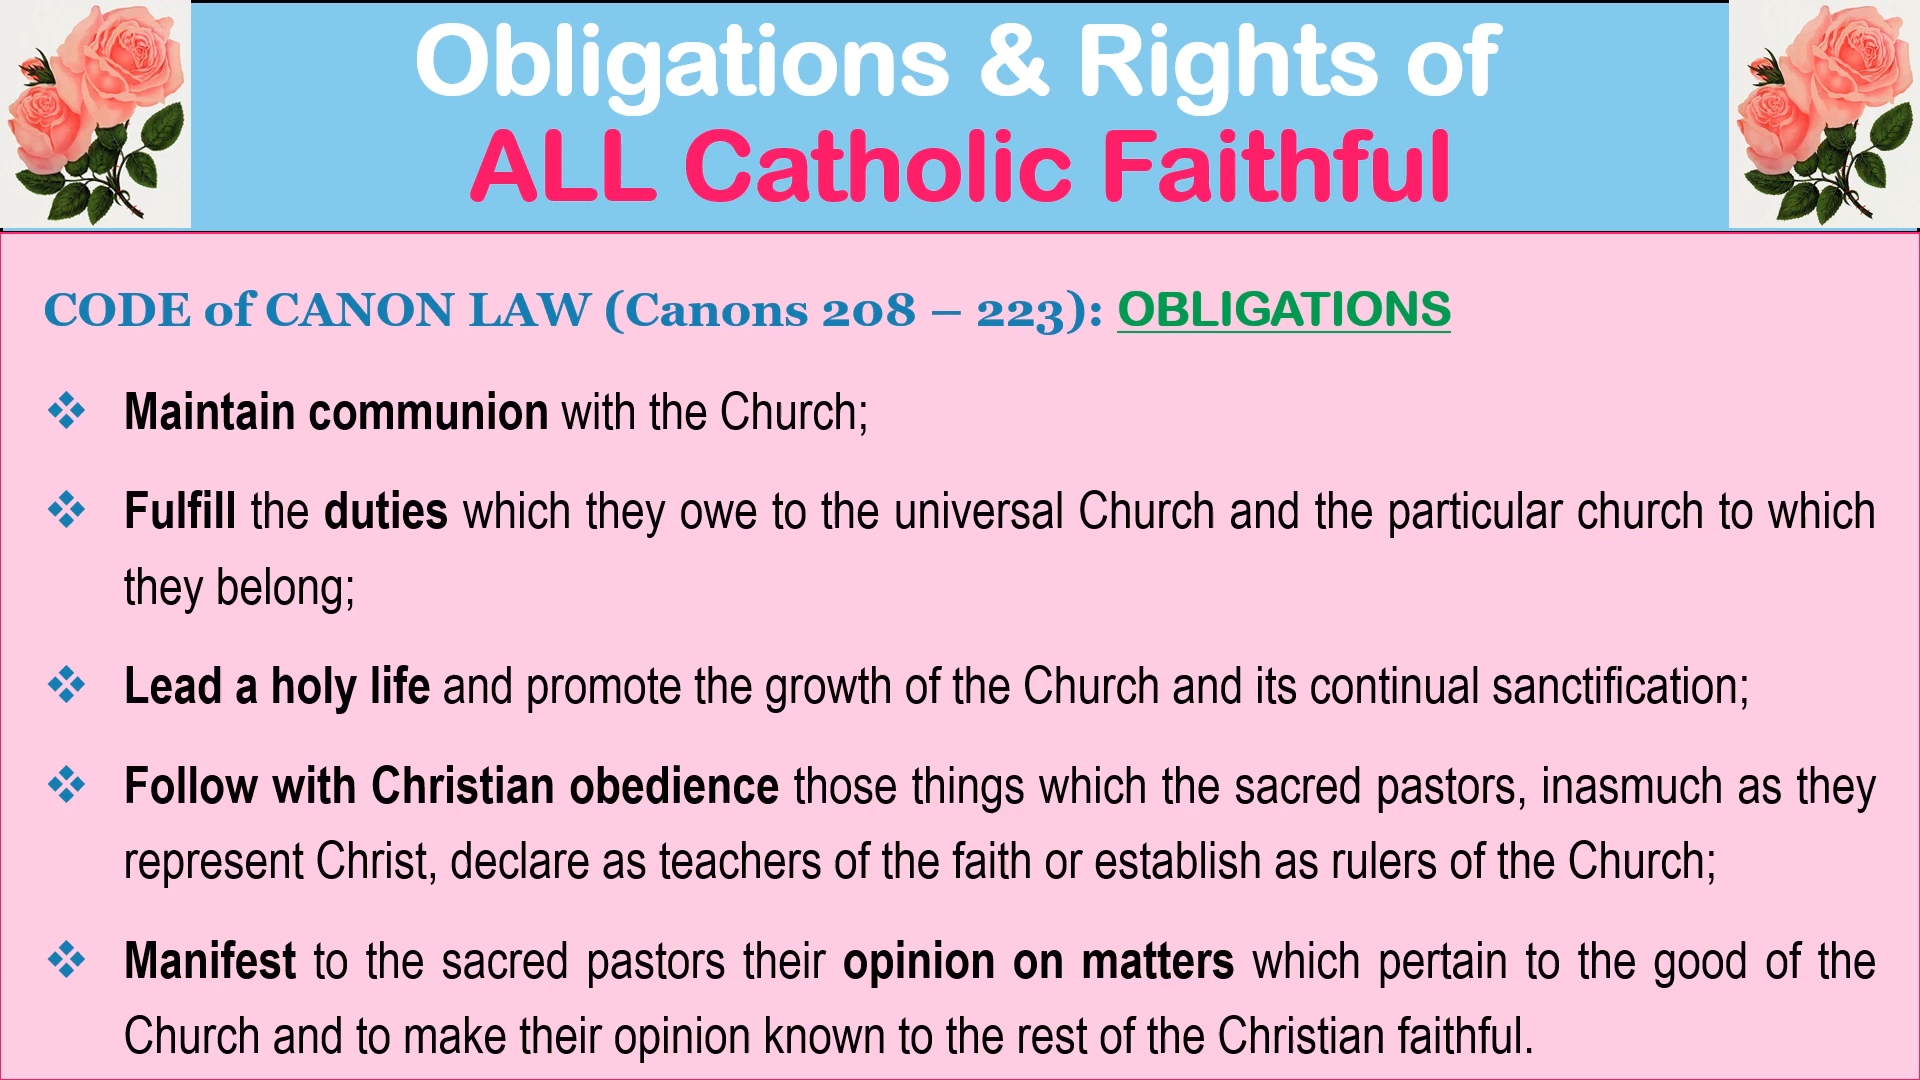 Obligations & Rights of
ALL Catholic Faithful
CODE of CANON LAW (Canons 208 – 223): OBLIGATIONS
❖ Maintain communion with the Church;
❖ Fulfill the duties which they owe to the universal Church and the particular church to which
they belong;
❖ Lead a holy life and promote the growth of the Church and its continual sanctification;
❖ Follow with Christian obedience those things which the sacred pastors, inasmuch as they
represent Christ, declare as teachers of the faith or establish as rulers of the Church;
❖ Manifest to the sacred pastors their opinion on matters which pertain to the good of the
Church and to make their opinion known to the rest of the Christian faithful.